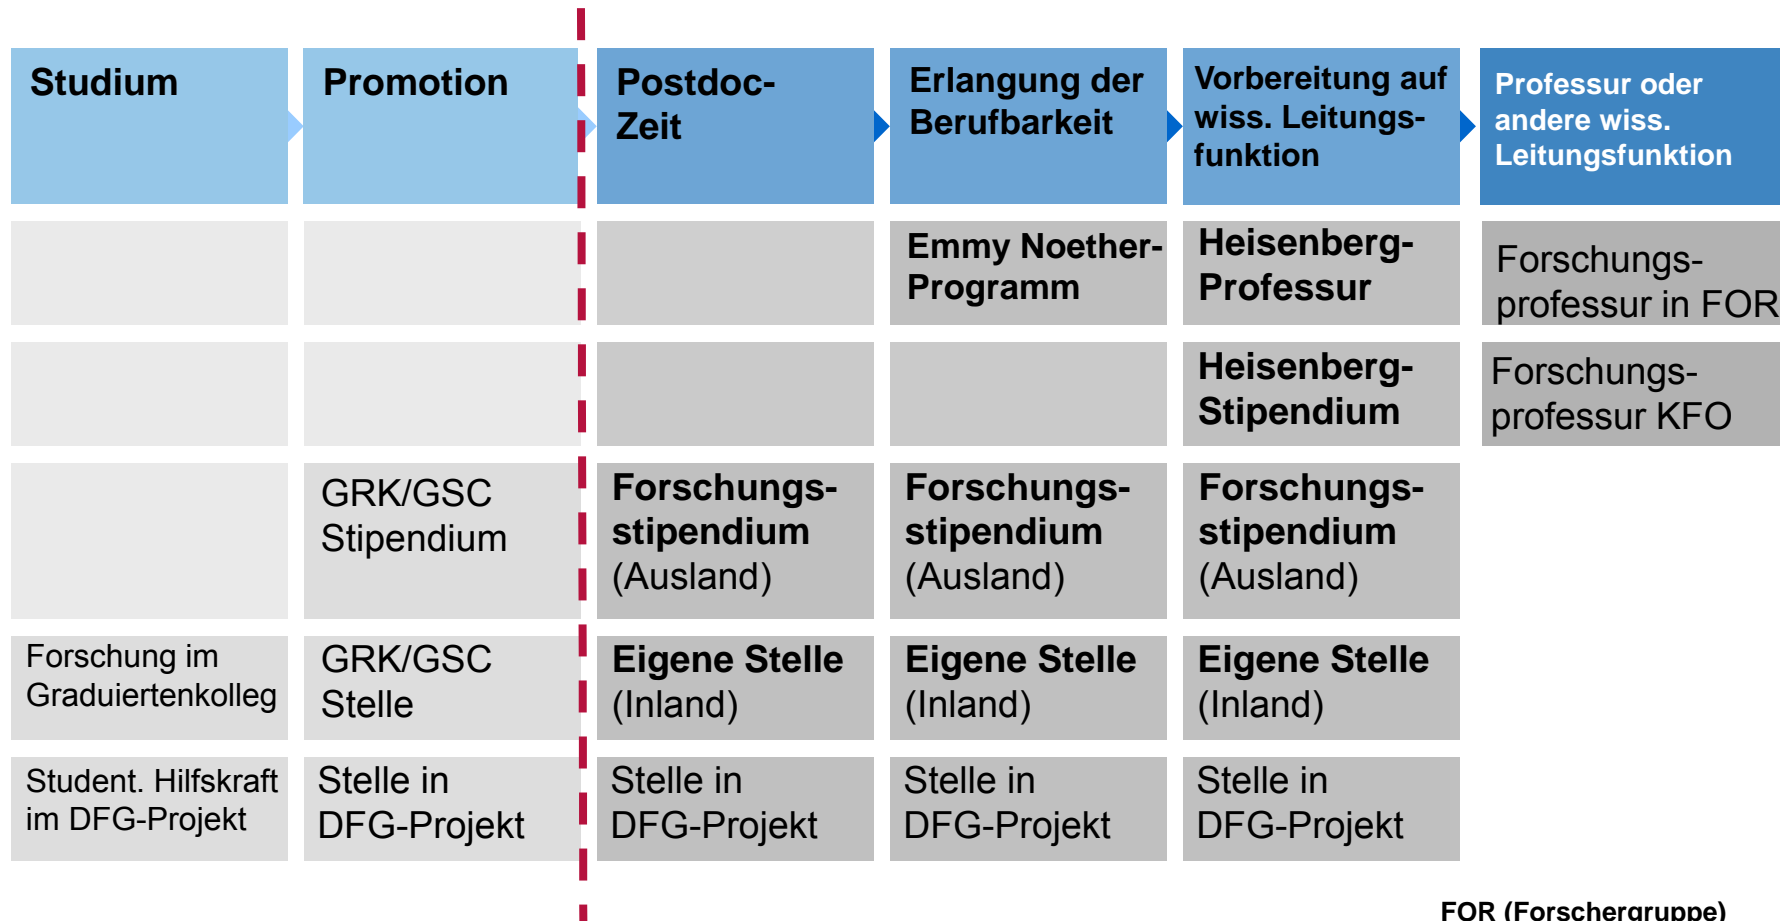 Studium
Promotion
Postdoc-
Zeit
Erlangung der
Berufbarkeit
Vorbereitung auf
wiss. Leitungs-
funktion
Professur oder
andere wiss.
Leitungsfunktion
Emmy Noether-
Programm
Heisenberg-
Professur
Forschungs-
professur in FOR
Heisenberg-
Stipendium
Forschungs-
professur KFO
GRK/GSC
Stipendium
Forschungs-
stipendium
(Ausland)
Forschungs-
stipendium
(Ausland)
Forschungs-
stipendium
(Ausland)
Forschung im
Graduiertenkolleg
GRK/GSC
Stelle
Eigene Stelle
(Inland)
Eigene Stelle
(Inland)
Eigene Stelle
(Inland)
Student. Hilfskraft
im DFG-Projekt
Stelle in
DFG-Projekt
Stelle in
DFG-Projekt
Stelle in
DFG-Projekt
Stelle in
DFG-Projekt
FOR (Forschergruppe)